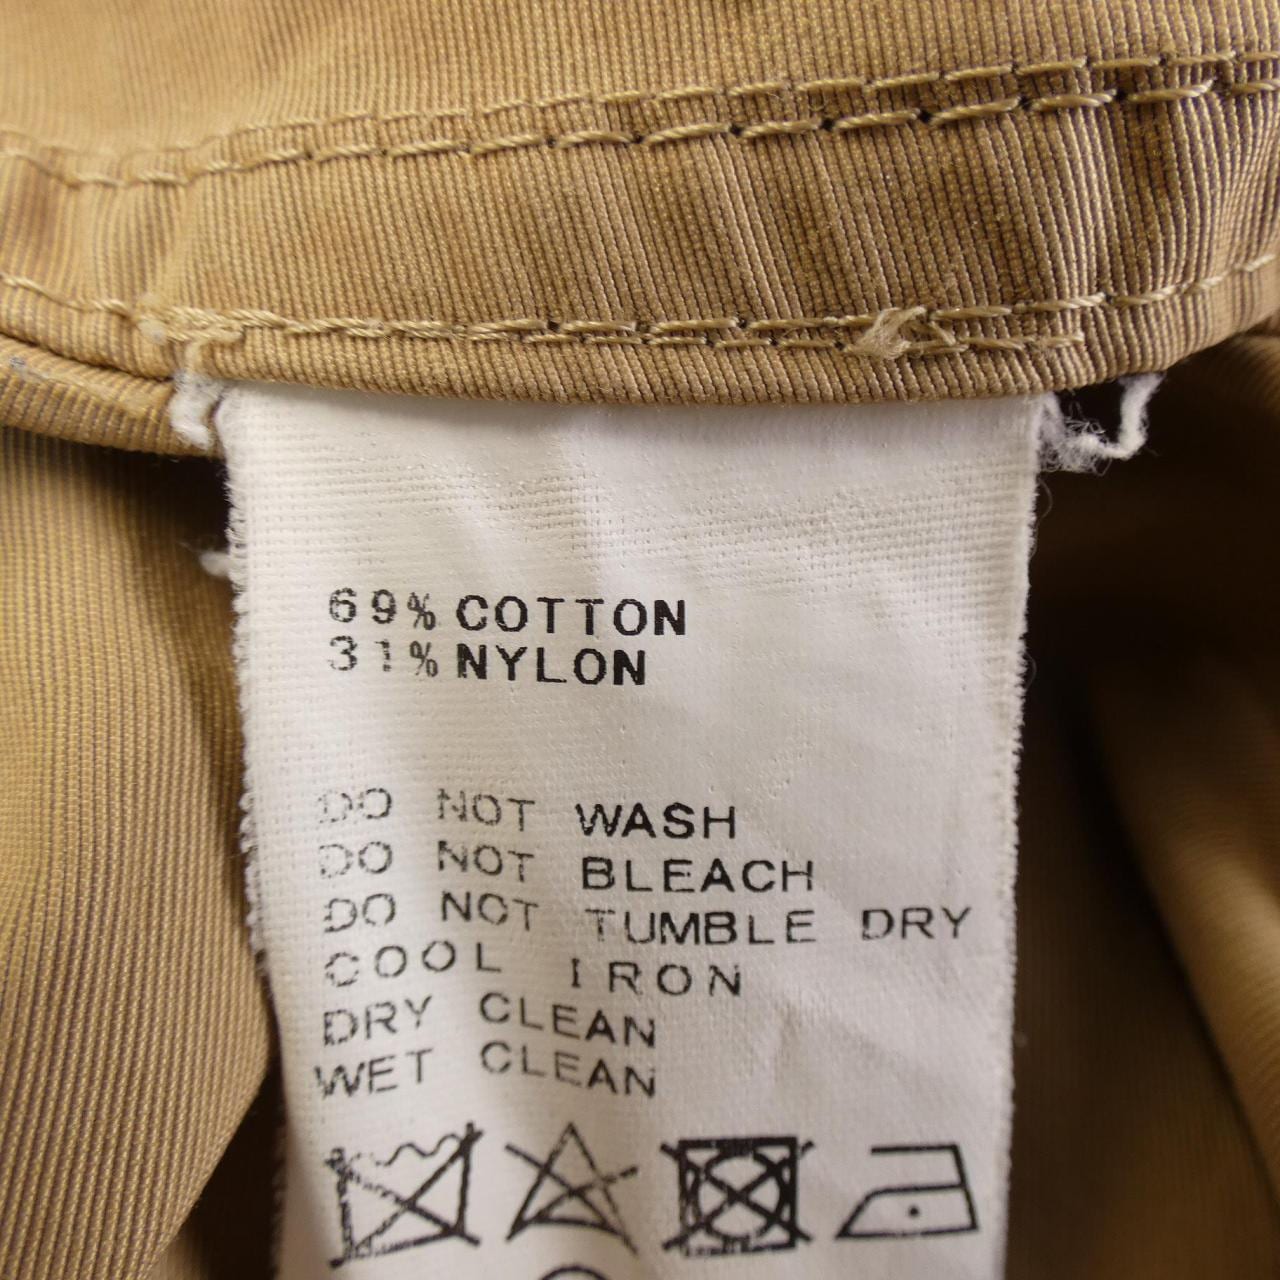 69% COTTON
31% NYLON
DO NOT WASH
DO NOT BLEACH
DO NOT TUMBLE DRY
COOL IRON
DRY CLEAN
WET CLEAN